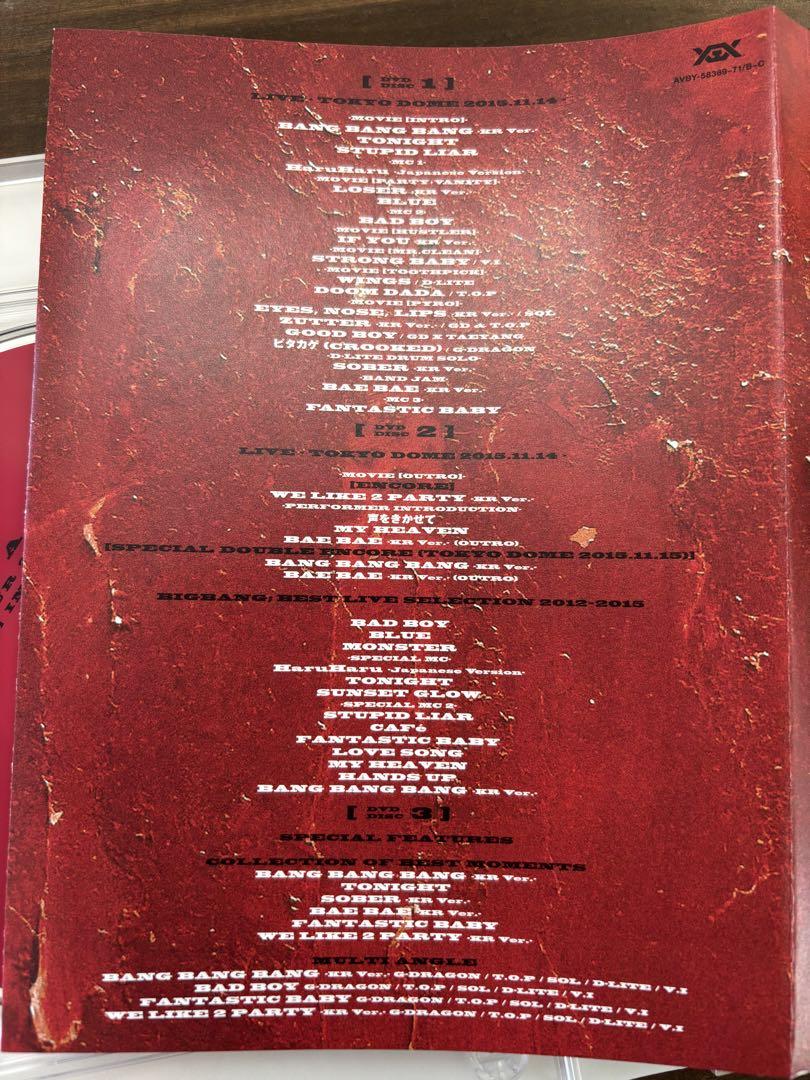 YGEX
AVBY-58369~71/B~C
[ DVD DISC 1 ]
LIVE - TOKYO DOME 2015.11.14 -
-MOVIE [INTRO]-
BANG BANG BANG -KR Ver.-
TONIGHT
STUPID LIAR
-MC 1-
HaruHaru -Japanese Version-
-MOVIE [PARTY/VANITY]-
LOSER -KR Ver.-
BLUE
-MC 2-
BAD BOY
-MOVIE [HUSTLER]-
IF YOU -KR Ver.-
-MOVIE [MR.CLEAN]-
STRONG BABY / V.I
-MOVIE [TOOTHPICK]-
WINGS / D-LITE
DOOM DADA / T.O.P
-MOVIE [PYRO]-
EYES, NOSE, LIPS -KR Ver.- / SOL
ZUTTER -KR Ver.- / GD & T.O.P
GOOD BOY / GD X TAEYANG
ピタカゲ (CROOKED) / G-DRAGON
-D-LITE DRUM SOLO-
SOBER -KR Ver.-
-BAND JAM-
BAE BAE -KR Ver.-
-MC 3-
FANTASTIC BABY
[ DVD DISC 2 ]
LIVE - TOKYO DOME 2015.11.14 -
-MOVIE [OUTRO]-
[ENCORE]
WE LIKE 2 PARTY -KR Ver.-
-PERFORMER INTRODUCTION-
声をきかせて
MY HEAVEN
BAE BAE -KR Ver.- (OUTRO)
[SPECIAL DOUBLE ENCORE (TOKYO DOME 2015.11.15)]
BANG BANG BANG -KR Ver.-
BAE BAE -KR Ver.- (OUTRO)
BIGBANG; BEST LIVE SELECTION 2012-2015
BAD BOY
BLUE
MONSTER
-SPECIAL MC-
HaruHaru -Japanese Version-
TONIGHT
SUNSET GLOW
-SPECIAL MC 2-
STUPID LIAR
CAFé
FANTASTIC BABY
LOVE SONG
MY HEAVEN
HANDS UP
BANG BANG BANG -KR Ver.-
[ DVD DISC 3 ]
SPECIAL FEATURES
COLLECTION OF BEST MOMENTS
BANG BANG BANG -KR Ver.-
TONIGHT
SOBER -KR Ver.-
BAE BAE -KR Ver.-
FANTASTIC BABY
WE LIKE 2 PARTY -KR Ver.-
MULTI ANGLE
BANG BANG BANG -KR Ver.- G-DRAGON / T.O.P / SOL / D-LITE / V.I
BAD BOY G-DRAGON / T.O.P / SOL / D-LITE / V.I
FANTASTIC BABY G-DRAGON / T.O.P / SOL / D-LITE / V.I
WE LIKE 2 PARTY -KR Ver.- G-DRAGON / T.O.P / SOL / D-LITE / V.I